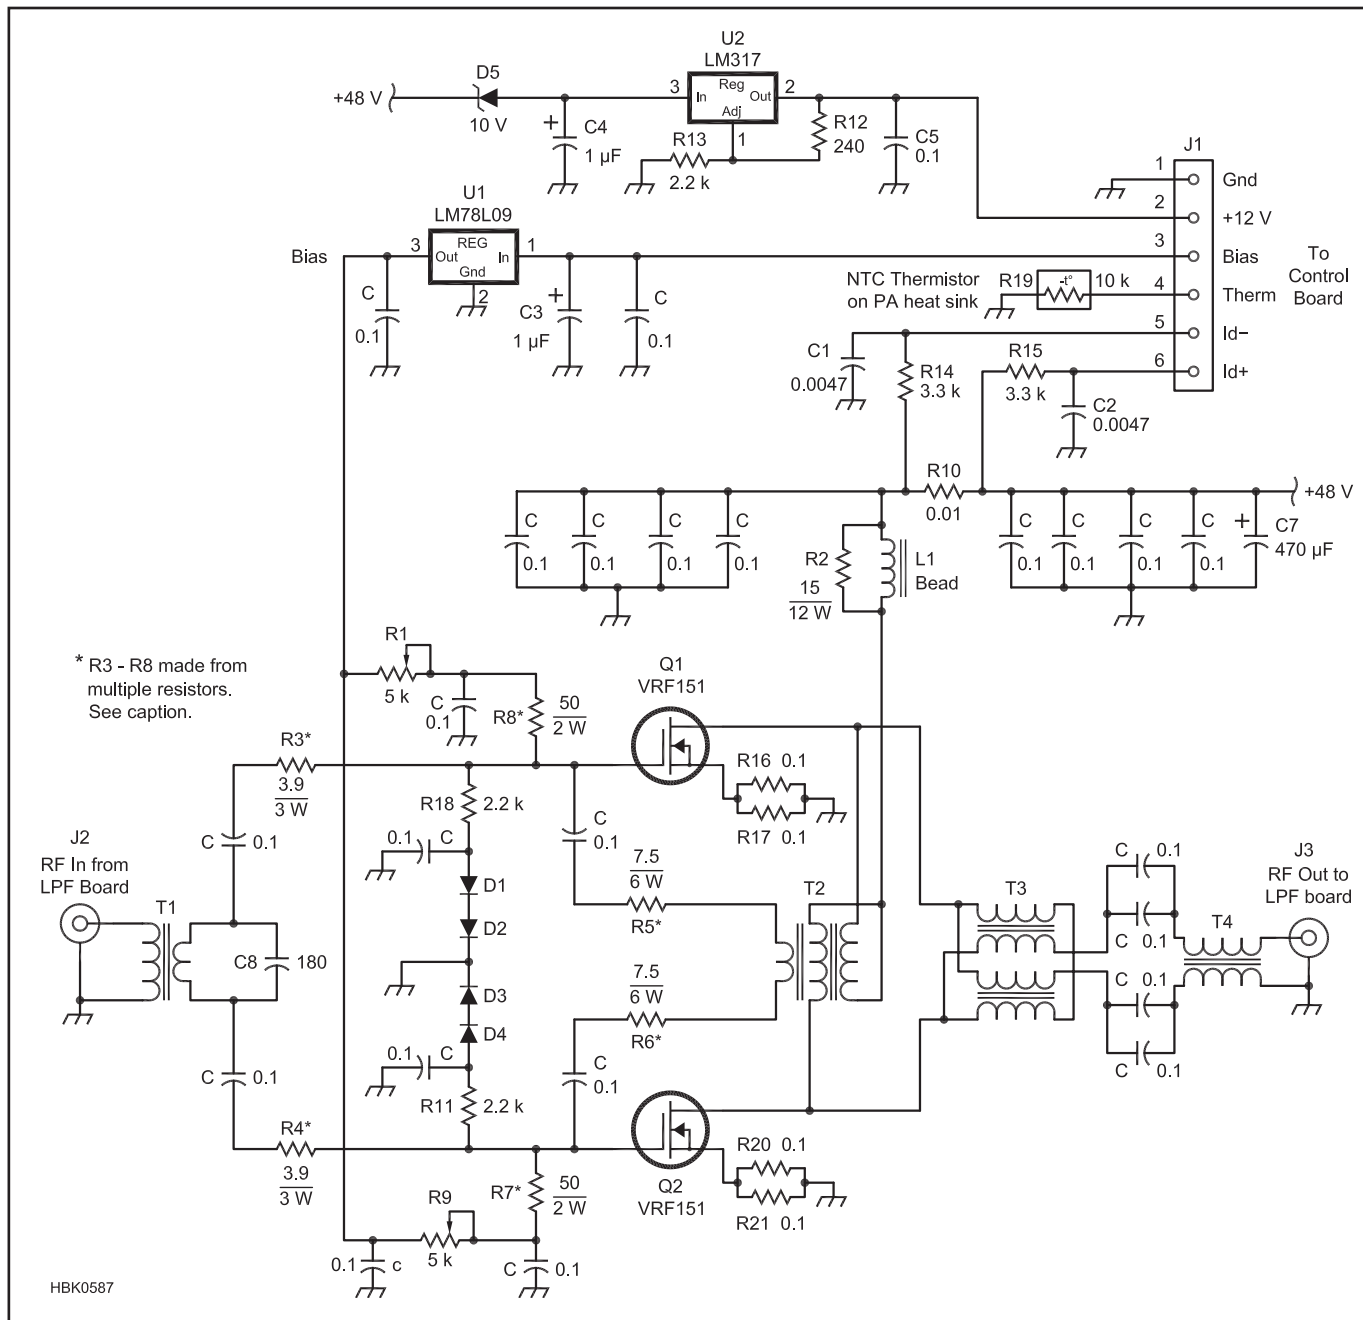 U2
LM317
D5
+48 V
10 V
3
In
Reg
Out
Adj
2
1
+
C4
1 µF
R13
2.2 k
R12
240
C5
0.1
J1
1
Gnd
2
+12 V
3
Bias
4
Therm
5
Id−
6
Id+
To
Control
Board
U1
LM78L09
Bias
3
Out
REG
In
Gnd
1
2
C
0.1
+
C3
1 µF
C
0.1
NTC Thermistor
on PA heat sink
R19
-t°
10 k
C1
0.0047
R14
3.3 k
R15
3.3 k
C2
0.0047
R10
0.01
+48 V
C
0.1
C
0.1
C
0.1
C
0.1
R2
15
12 W
L1
Bead
C
0.1
C
0.1
C
0.1
C
0.1
+
C7
470 µF
* R3 - R8 made from
multiple resistors.
See caption.
R1
5 k
C
0.1
R8*
50
2 W
Q1
VRF151
R3*
3.9
3 W
R18
2.2 k
R16 0.1
R17 0.1
C
0.1
J2
RF In from
LPF Board
T1
C8
180
0.1
C
D1
D2
D3
D4
0.1
C
R11
2.2 k
C
0.1
7.5
6 W
R5*
7.5
6 W
R6*
C
0.1
T2
T3
C
0.1
C
0.1
C
0.1
C
0.1
T4
J3
RF Out to
LPF board
C
0.1
R4*
3.9
3 W
R7*
50
2 W
Q2
VRF151
R20 0.1
R21 0.1
R9
5 k
0.1
c
C
0.1
HBK0587